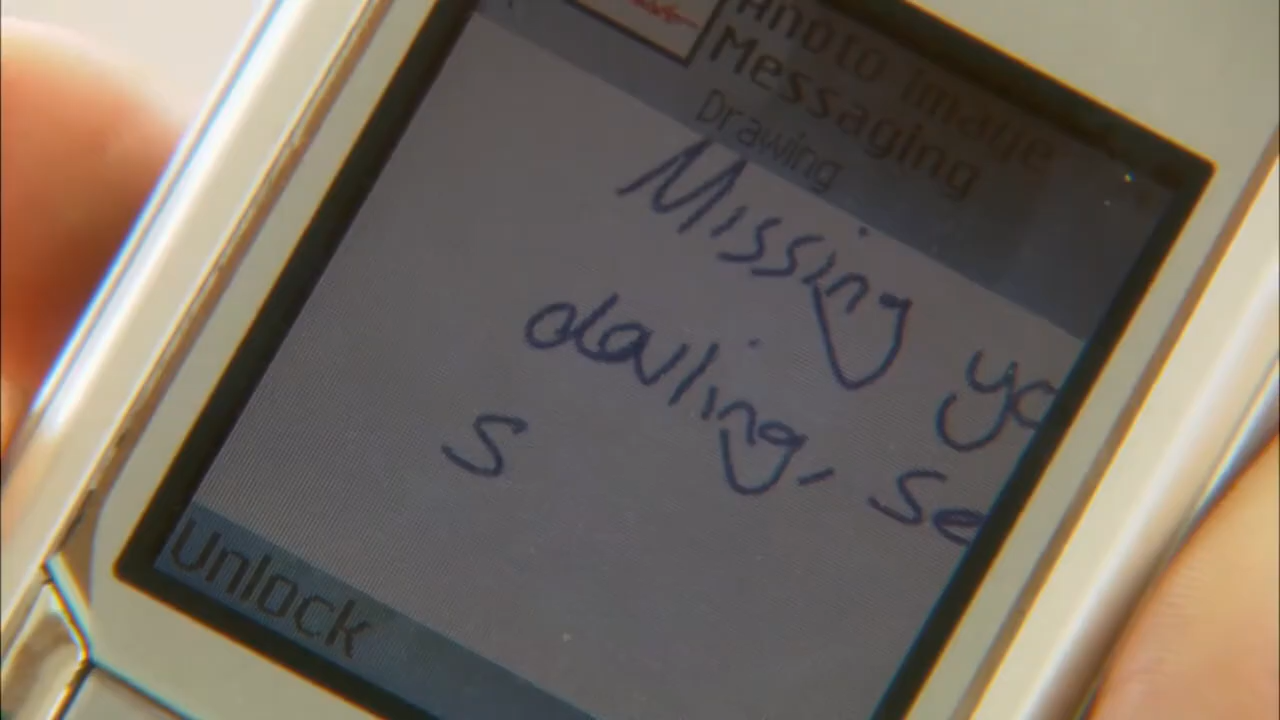 Anoto image
Messaging
Drawing
Missing yo
darling, se
s
Unlock